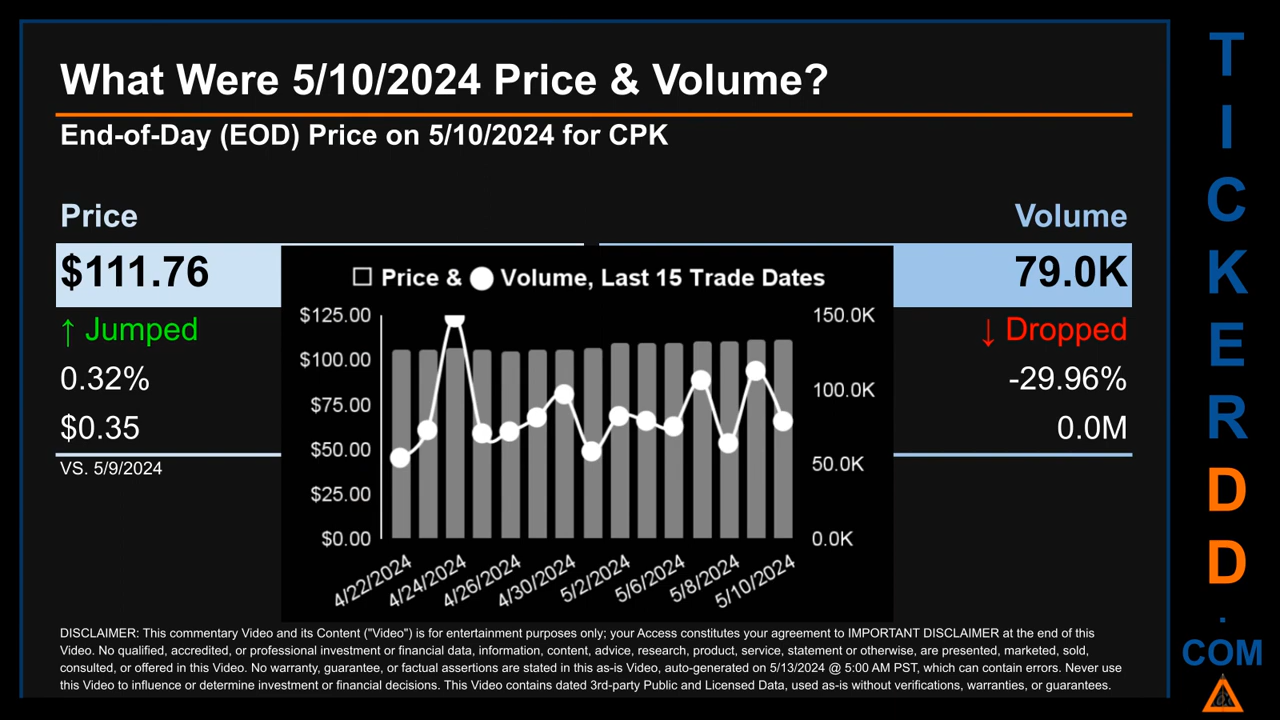 What Were 5/10/2024 Price & Volume?
End-of-Day (EOD) Price on 5/10/2024 for CPK
Price
Volume
$111.76
79.0K
↑ Jumped
↓ Dropped
0.32%
-29.96%
$0.35
0.0M
VS. 5/9/2024
Price & Volume, Last 15 Trade Dates
$125.00
$100.00
$75.00
$50.00
$25.00
$0.00
150.0K
100.0K
50.0K
0.0K
4/22/2024
4/24/2024
4/26/2024
4/30/2024
5/2/2024
5/6/2024
5/8/2024
5/10/2024
DISCLAIMER: This commentary Video and its Content ("Video") is for entertainment purposes only; your Access constitutes your agreement to IMPORTANT DISCLAIMER at the end of this
Video. No qualified, accredited, or professional investment or financial data, information, content, advice, research, product, service, statement or otherwise, are presented, marketed, sold,
consulted, or offered in this Video. No warranty, guarantee, or factual assertions are stated in this as-is Video, auto-generated on 5/13/2024 @ 5:00 AM PST, which can contain errors. Never use
this Video to influence or determine investment or financial decisions. This Video contains dated 3rd-party Public and Licensed Data, used as-is without verifications, warranties, or guarantees.
TICKERDD
.
COM